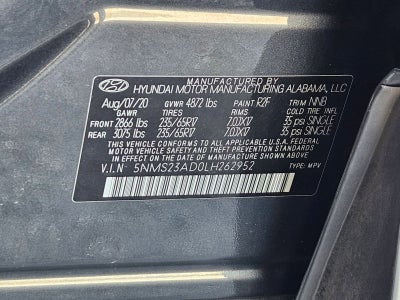 MANUFACTURED BY
HYUNDAI MOTOR MANUFACTURING ALABAMA, LLC
Aug/07/20 GVWR 4872 lbs PAINT R2F TRIM NNB
GAWR TIRES RIMS COLD
FRONT 2866 lbs 235/65R17 7.0JX17 35 psi SINGLE
REAR 3075 lbs 235/65R17 7.0JX17 35 psi SINGLE
THIS VEHICLE CONFORMS TO ALL APPLICABLE U.S.A. FEDERAL
MOTOR VEHICLE SAFETY AND THEFT PREVENTION STANDARDS
IN EFFECT ON THE DATE OF MANUFACTURE SHOWN ABOVE
V.I.N 5NMS23AD0LH262952 TYPE: MPV